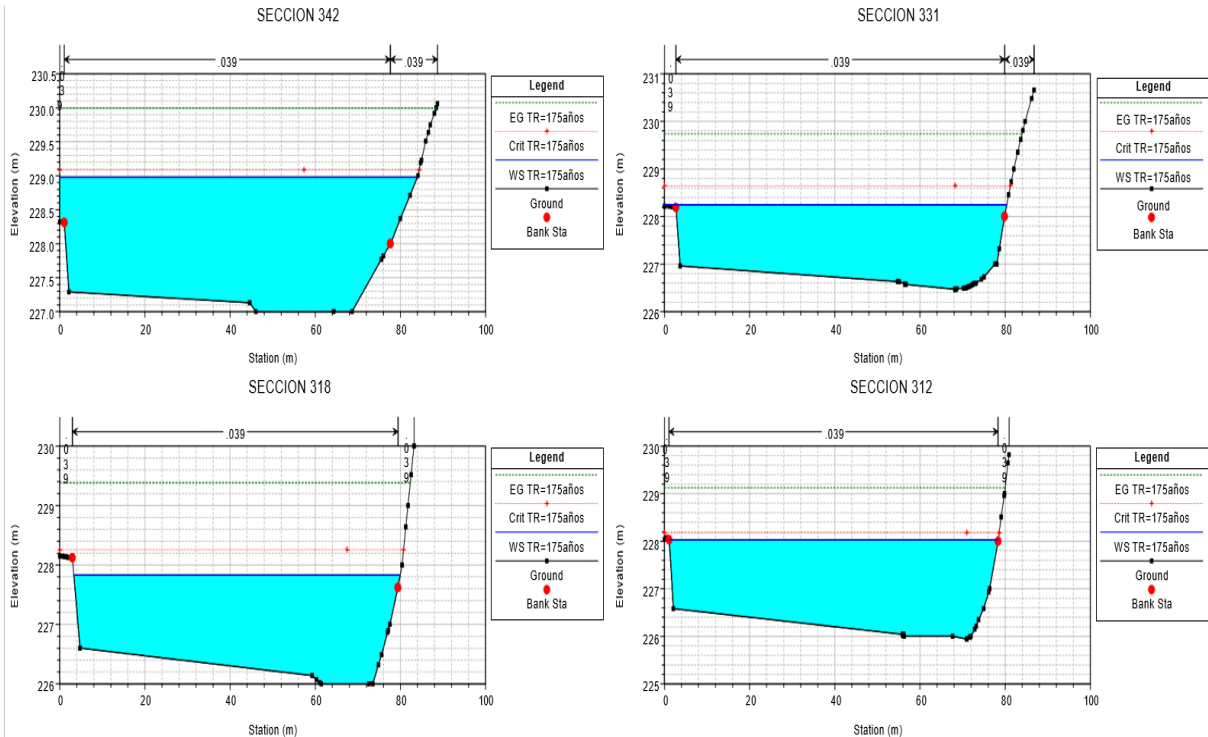 SECCION 342
.039
.039
.039
230.5
230.0
229.5
229.0
228.5
228.0
227.5
227.0
0
20
40
60
80
100
Elevation (m)
Station (m)
Legend
EG TR=175años
Crit TR=175años
WS TR=175años
Ground
Bank Sta
SECCION 331
.039
.039
.039
231
230
229
228
227
226
0
20
40
60
80
100
Elevation (m)
Station (m)
Legend
EG TR=175años
Crit TR=175años
WS TR=175años
Ground
Bank Sta
SECCION 318
.039
.039
.039
230
229
228
227
226
0
20
40
60
80
100
Elevation (m)
Station (m)
Legend
EG TR=175años
Crit TR=175años
WS TR=175años
Ground
Bank Sta
SECCION 312
.039
.039
.039
230
229
228
227
226
225
0
20
40
60
80
100
Elevation (m)
Station (m)
Legend
EG TR=175años
Crit TR=175años
WS TR=175años
Ground
Bank Sta